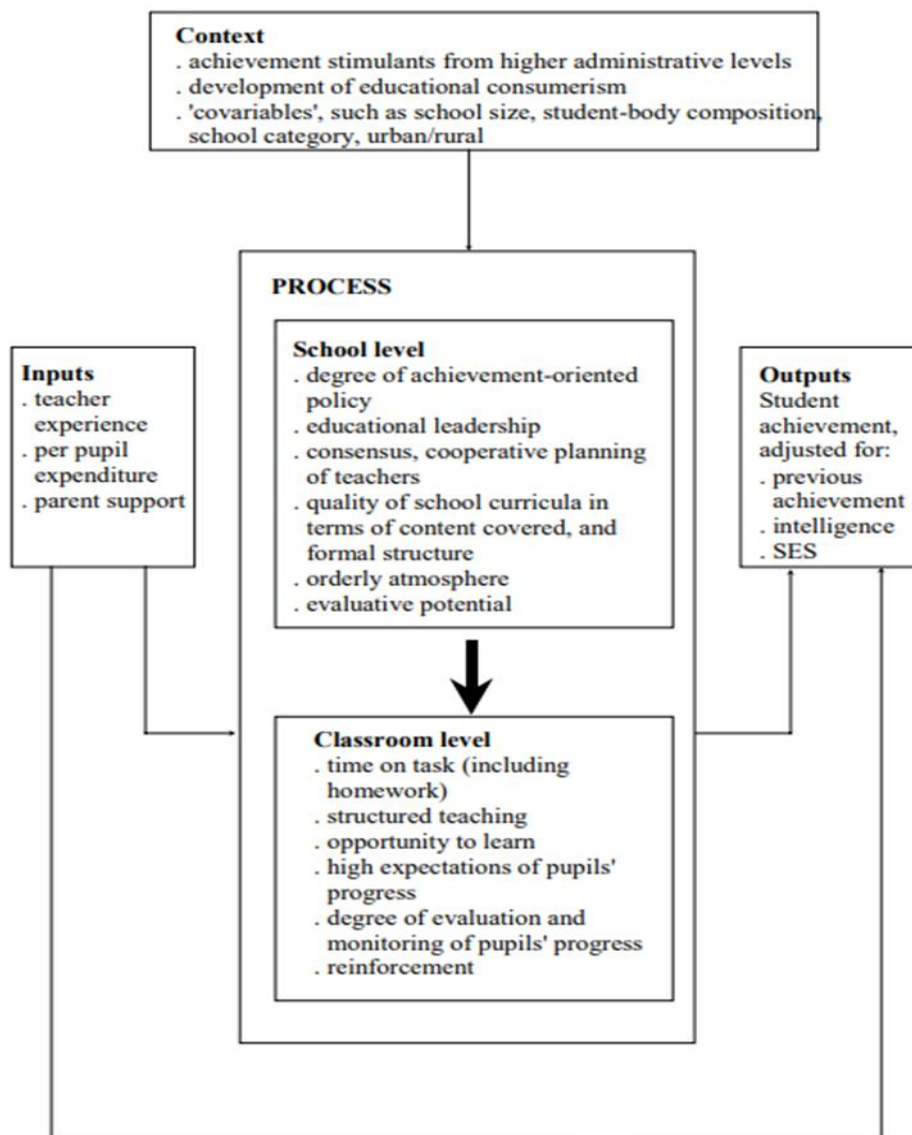 Context
. achievement stimulants from higher administrative levels
. development of educational consumerism
. 'covariables', such as school size, student-body composition,
school category, urban/rural
PROCESS
School level
. degree of achievement-oriented
policy
. educational leadership
. consensus, cooperative planning
of teachers
. quality of school curricula in
terms of content covered, and
formal structure
. orderly atmosphere
. evaluative potential
Inputs
. teacher
experience
. per pupil
expenditure
. parent support
Outputs
Student
achievement,
adjusted for:
. previous
achievement
. intelligence
. SES
Classroom level
. time on task (including
homework)
. structured teaching
. opportunity to learn
. high expectations of pupils'
progress
. degree of evaluation and
monitoring of pupils' progress
. reinforcement